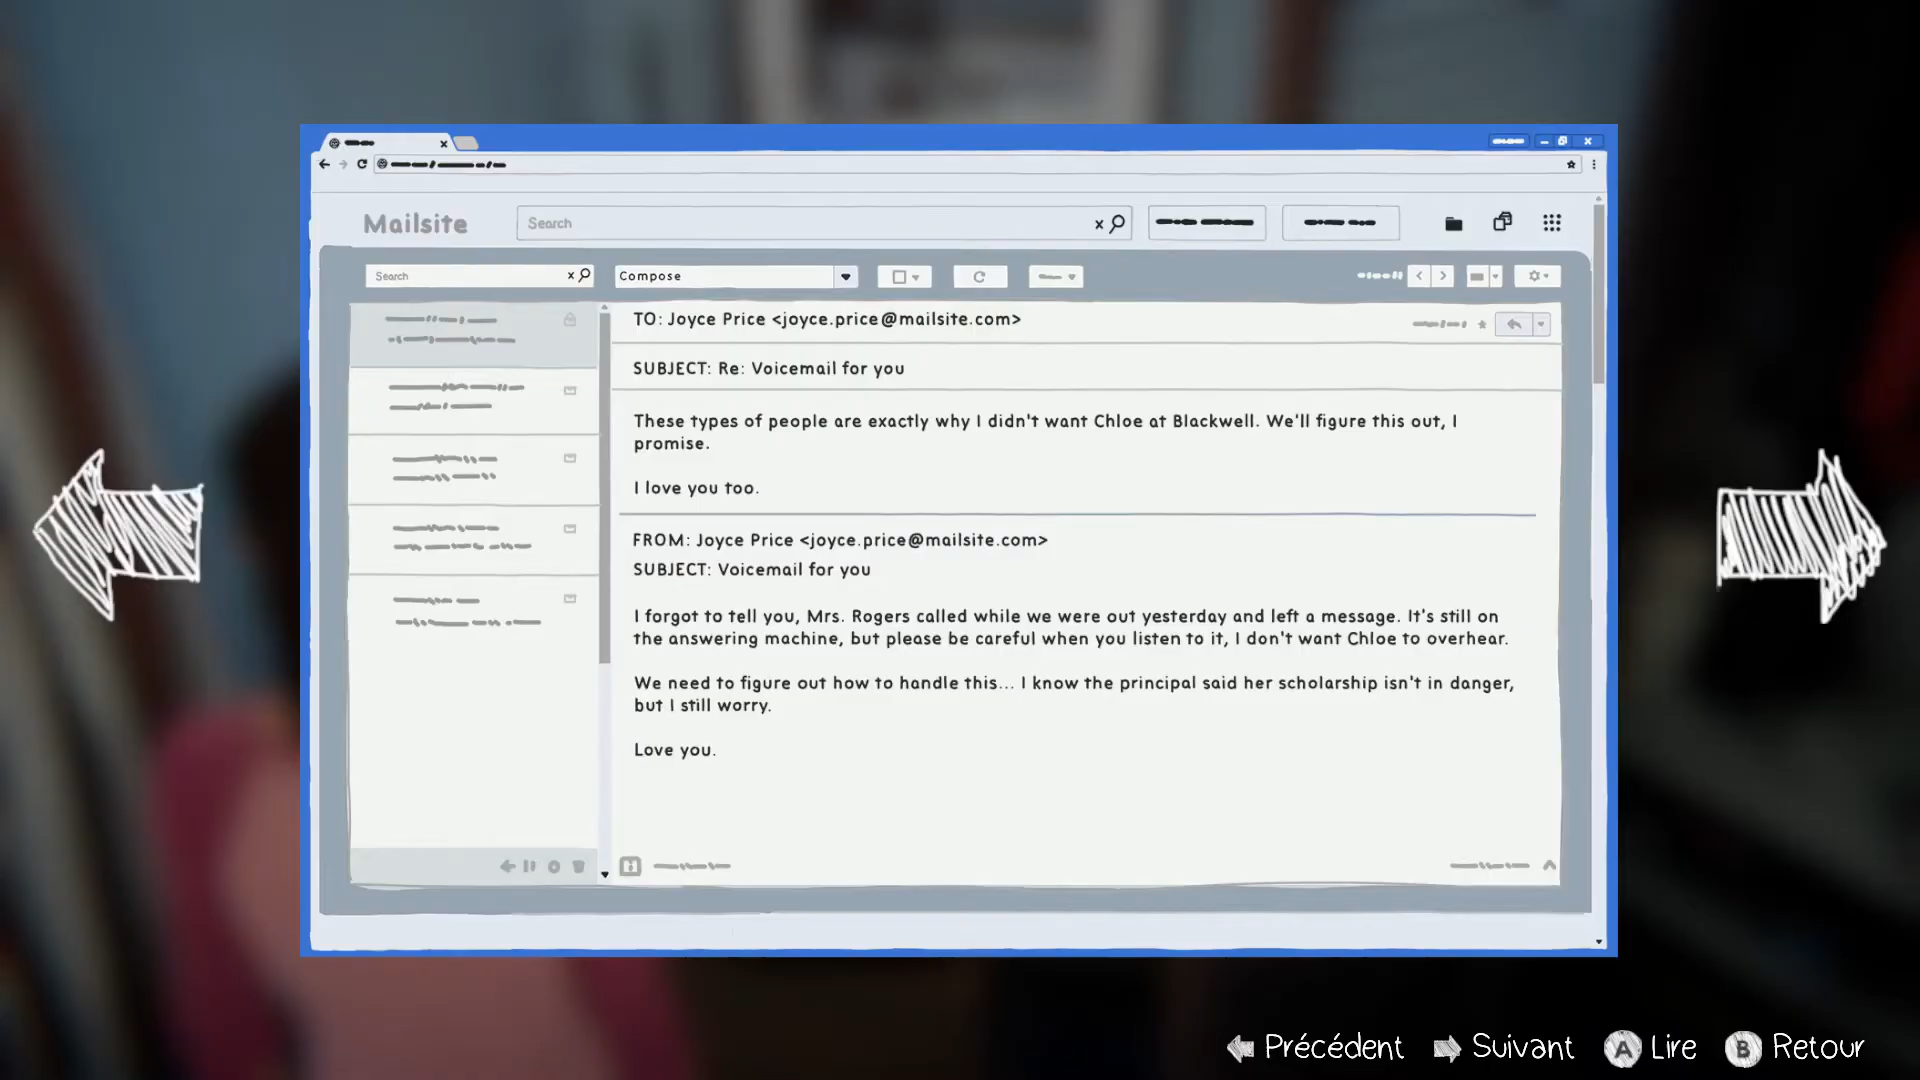 Mailsite
Search
Search
Compose
TO: Joyce Price <joyce.price@mailsite.com>
SUBJECT: Re: Voicemail for you
These types of people are exactly why I didn't want Chloe at Blackwell. We'll figure this out, I
promise.
I love you too.
FROM: Joyce Price <joyce.price@mailsite.com>
SUBJECT: Voicemail for you
I forgot to tell you, Mrs. Rogers called while we were out yesterday and left a message. It's still on
the answering machine, but please be careful when you listen to it, I don't want Chloe to overhear.
We need to figure out how to handle this... I know the principal said her scholarship isn't in danger,
but I still worry.
Love you.
Précédent Suivant A Lire B Retour